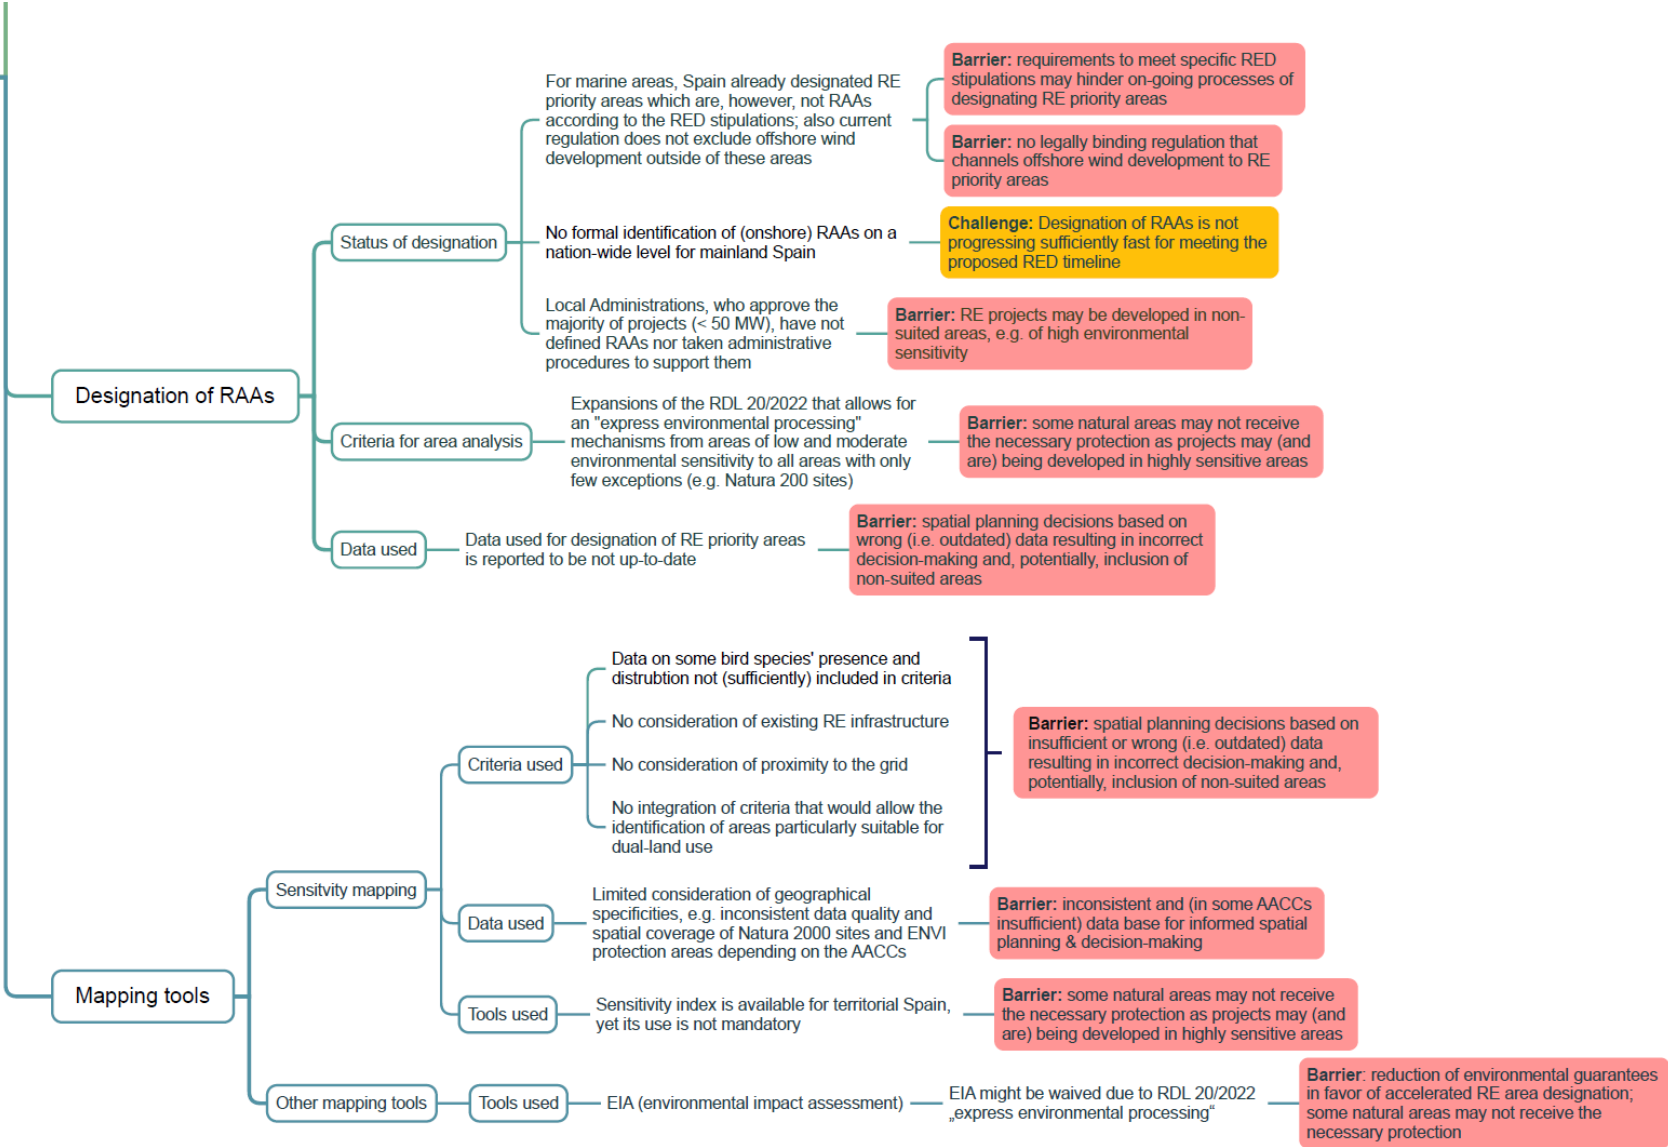 For marine areas, Spain already designated RE
priority areas which are, however, not RAAs
according to the RED stipulations; also current
regulation does not exclude offshore wind
development outside of these areas
Barrier: requirements to meet specific RED
stipulations may hinder on-going processes of
designating RE priority areas
Barrier: no legally binding regulation that
channels offshore wind development to RE
priority areas
Status of designation
No formal identification of (onshore) RAAs on a
nation-wide level for mainland Spain
Challenge: Designation of RAAs is not
progressing sufficiently fast for meeting the
proposed RED timeline
Local Administrations, who approve the
majority of projects (< 50 MW), have not
defined RAAs nor taken administrative
procedures to support them
Barrier: RE projects may be developed in non-
suited areas, e.g. of high environmental
sensitivity
Designation of RAAs
Criteria for area analysis
Expansions of the RDL 20/2022 that allows for
an "express environmental processing"
mechanisms from areas of low and moderate
environmental sensitivity to all areas with only
few exceptions (e.g. Natura 200 sites)
Barrier: some natural areas may not receive
the necessary protection as projects may (and
are) being developed in highly sensitive areas
Data used
Data used for designation of RE priority areas
is reported to be not up-to-date
Barrier: spatial planning decisions based on
wrong (i.e. outdated) data resulting in incorrect
decision-making and, potentially, inclusion of
non-suited areas
Data on some bird species' presence and
distrubtion not (sufficiently) included in criteria
No consideration of existing RE infrastructure
Criteria used
No consideration of proximity to the grid
No integration of criteria that would allow the
identification of areas particularly suitable for
dual-land use
Barrier: spatial planning decisions based on
insufficient or wrong (i.e. outdated) data
resulting in incorrect decision-making and,
potentially, inclusion of non-suited areas
Sensitvity mapping
Data used
Limited consideration of geographical
specificities, e.g. inconsistent data quality and
spatial coverage of Natura 2000 sites and ENVI
protection areas depending on the AACCs
Barrier: inconsistent and (in some AACCs
insufficient) data base for informed spatial
planning & decision-making
Mapping tools
Tools used
Sensitivity index is available for territorial Spain,
yet its use is not mandatory
Barrier: some natural areas may not receive
the necessary protection as projects may (and
are) being developed in highly sensitive areas
Other mapping tools
Tools used
EIA (environmental impact assessment)
EIA might be waived due to RDL 20/2022
„express environmental processing“
Barrier: reduction of environmental guarantees
in favor of accelerated RE area designation;
some natural areas may not receive the
necessary protection